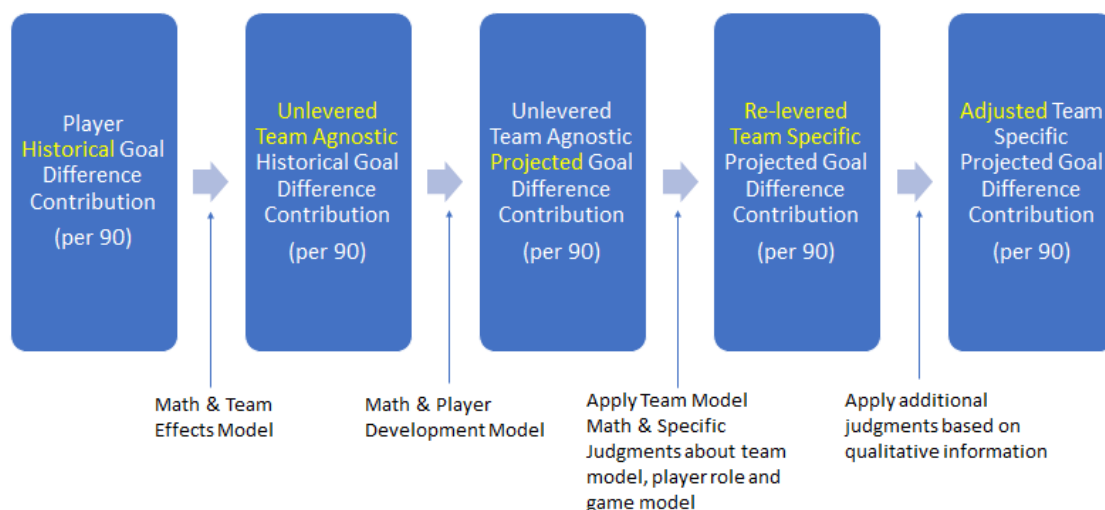 Player
Historical Goal
Difference
Contribution
(per 90)
Unlevered
Team Agnostic
Historical Goal
Difference
Contribution
(per 90)
Unlevered
Team Agnostic
Projected Goal
Difference
Contribution
(per 90)
Re-levered
Team Specific
Projected Goal
Difference
Contribution
(per 90)
Adjusted Team
Specific
Projected Goal
Difference
Contribution
(per 90)
Math & Team
Effects Model
Math & Player
Development Model
Apply Team Model
Math & Specific
Judgments about team
model, player role and
game model
Apply additional
judgments based on
qualitative information